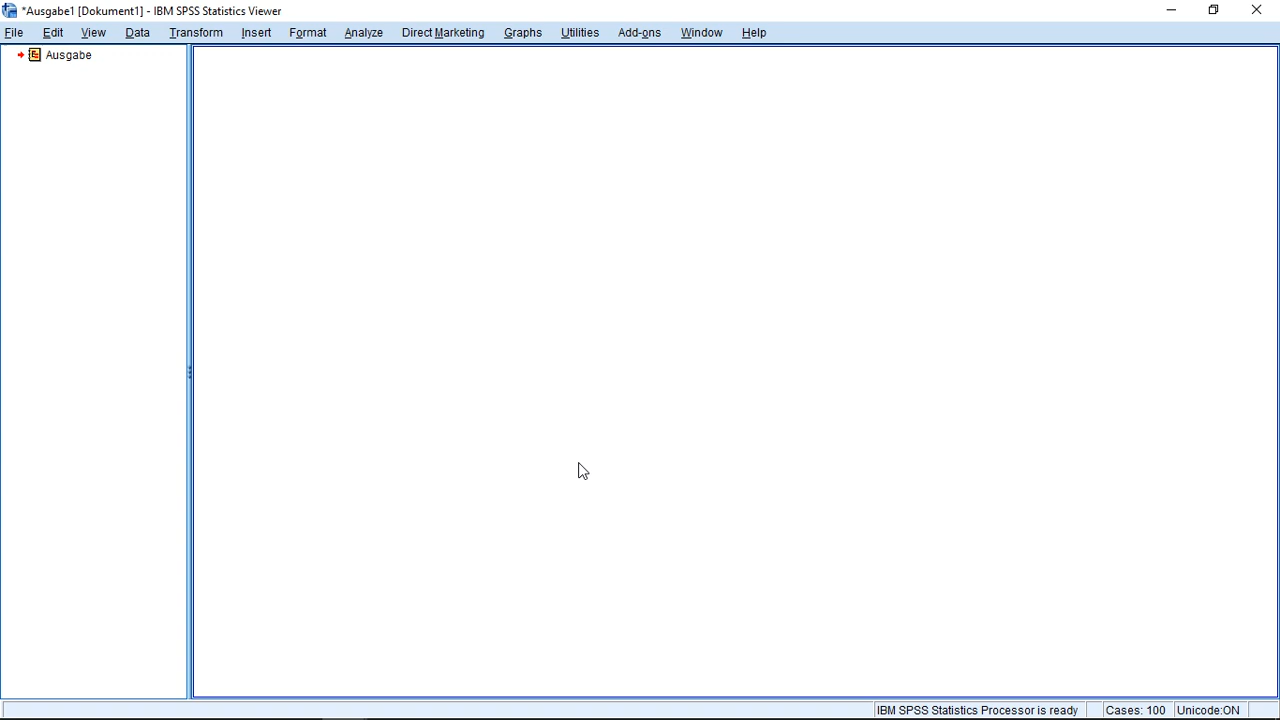 *Ausgabe1 [Dokument1] - IBM SPSS Statistics Viewer
File Edit View Data Transform Insert Format Analyze Direct Marketing Graphs Utilities Add-ons Window Help
Ausgabe
IBM SPSS Statistics Processor is ready Cases: 100 Unicode:ON